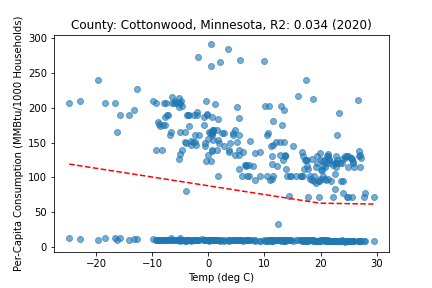 County: Cottonwood, Minnesota, R2: 0.034 (2020)
Per-Capita Consumption (MMBtu/1000 Households)
300
250
200
150
100
50
0
−20 −10 0 10 20 30
Temp (deg C)